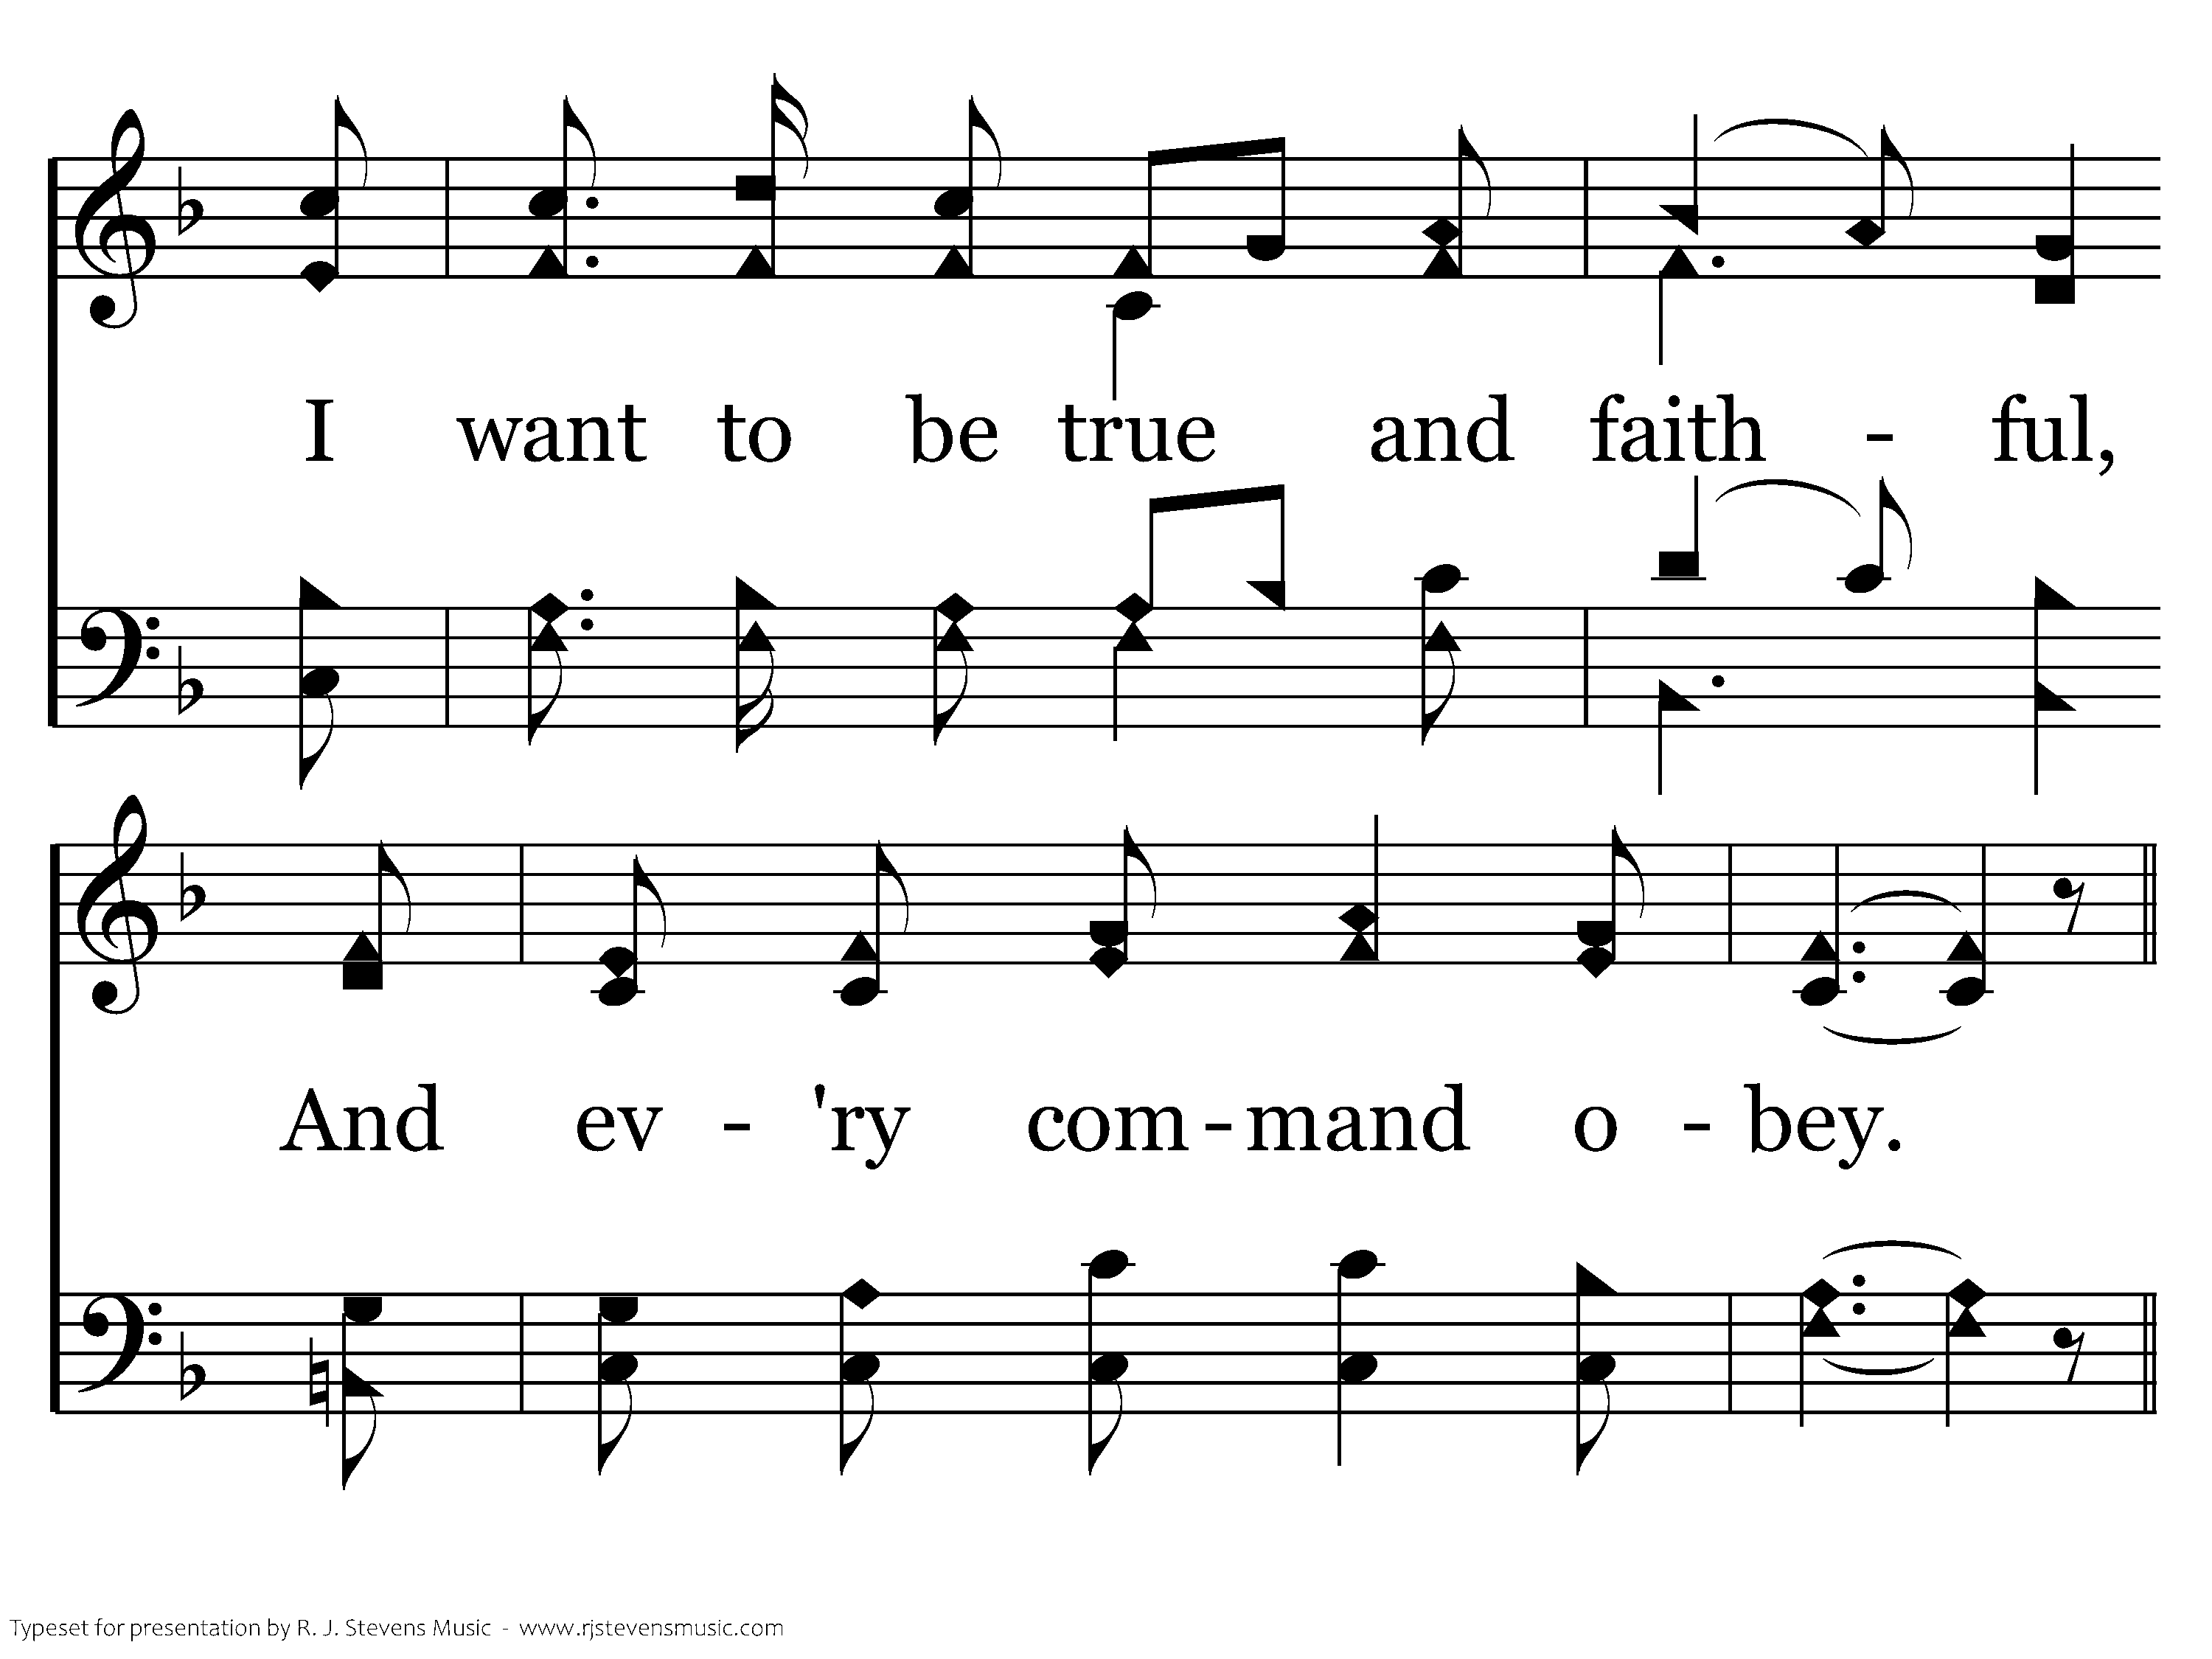 I want to be true and faith - ful,
And ev - 'ry com - mand o - bey.
Typeset for presentation by R. J. Stevens Music - www.rjstevensmusic.com